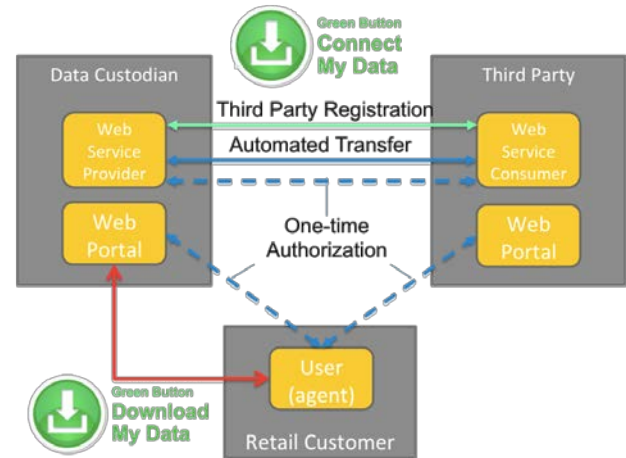 Green Button
Connect
My Data
Data Custodian
Third Party
Third Party Registration
Web
Service
Provider
Automated Transfer
Web
Service
Consumer
Web
Portal
One-time
Authorization
Web
Portal
User
(agent)
Retail Customer
Green Button
Download
My Data